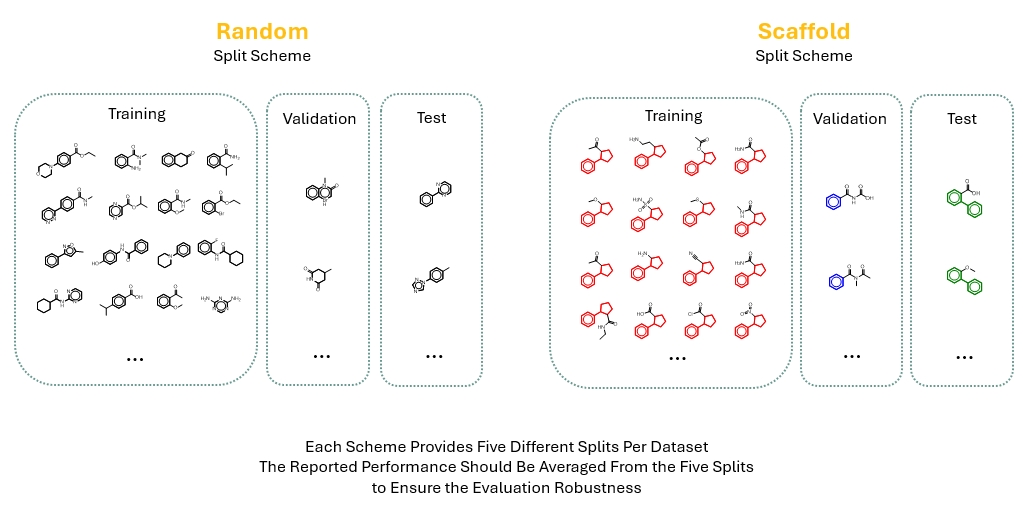 Random
Split Scheme
Scaffold
Split Scheme
Training
Validation
Test
Training
Validation
Test
...
...
...
...
...
...
Each Scheme Provides Five Different Splits Per Dataset
The Reported Performance Should Be Averaged From the Five Splits
to Ensure the Evaluation Robustness